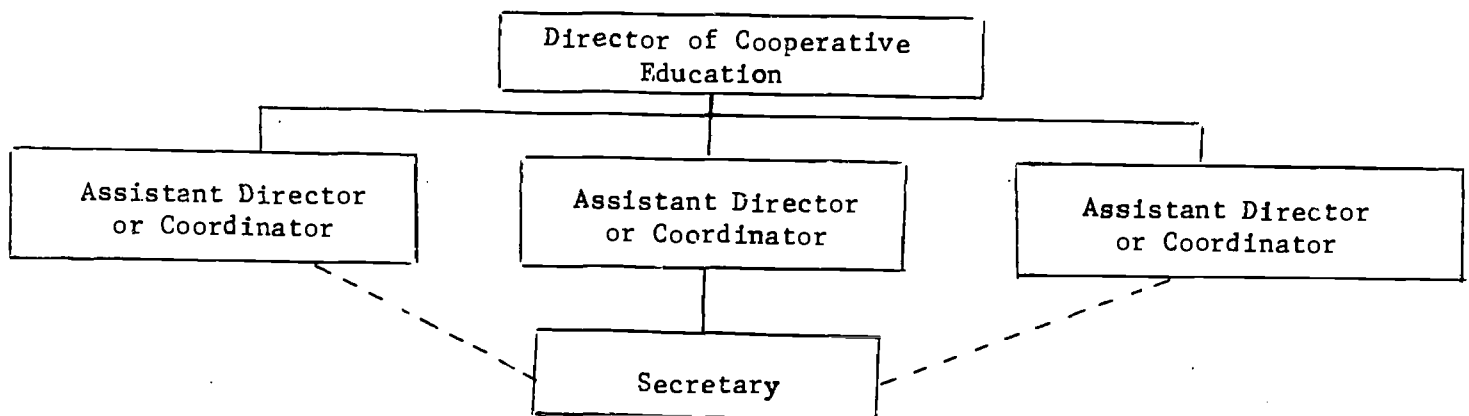 Director of Cooperative
Education
Assistant Director
or Coordinator
Assistant Director
or Coordinator
Assistant Director
or Coordinator
Secretary